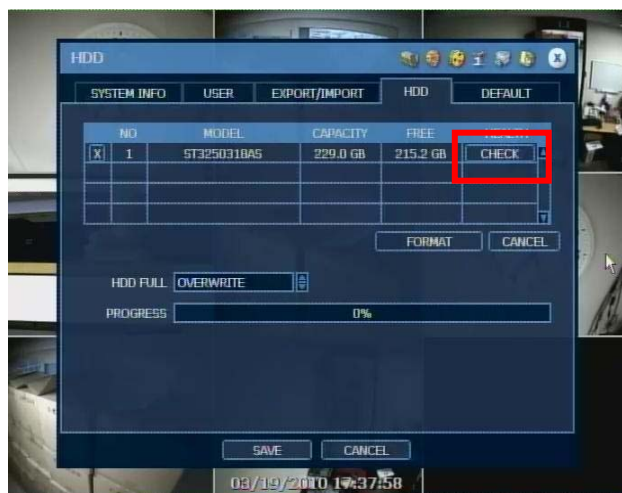 HDD
X
SYSTEM INFO USER EXPORT/IMPORT HDD DEFAULT
NO MODEL CAPACITY FREE HEALTH
X 1 ST3250318AS 229.0 GB 215.2 GB CHECK
FORMAT CANCEL
HDD FULL OVERWRITE
PROGRESS 0%
SAVE CANCEL
03/19/2010 17:37:58